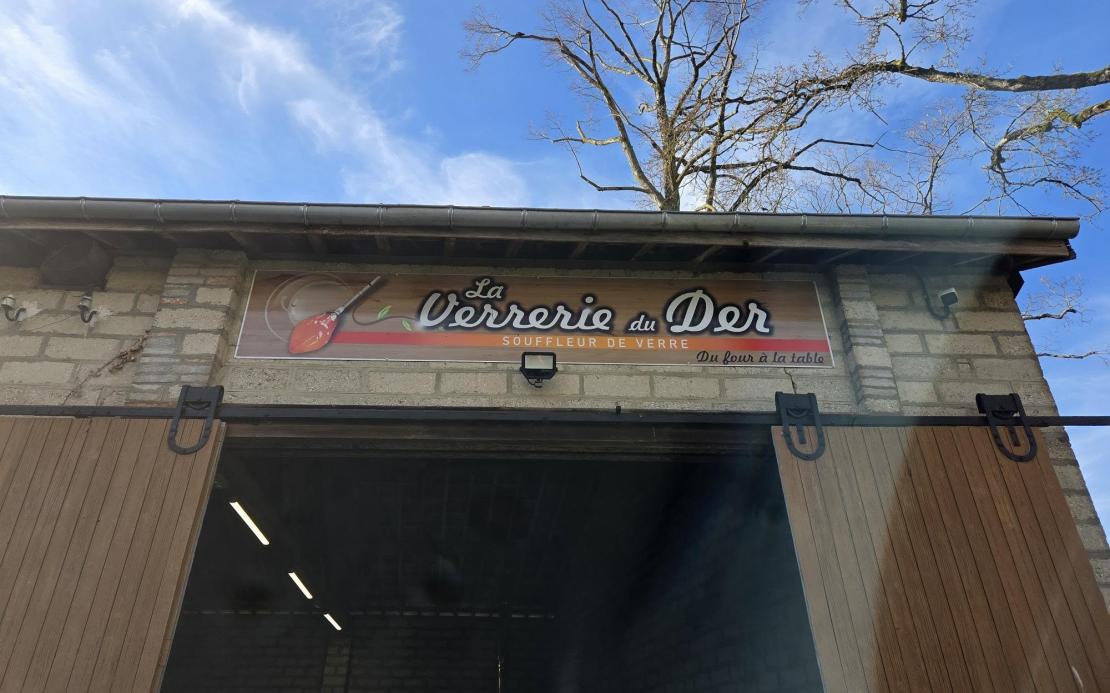 La
Verrerie du Der
SOUFFLEUR DE VERRE
Du four à la table